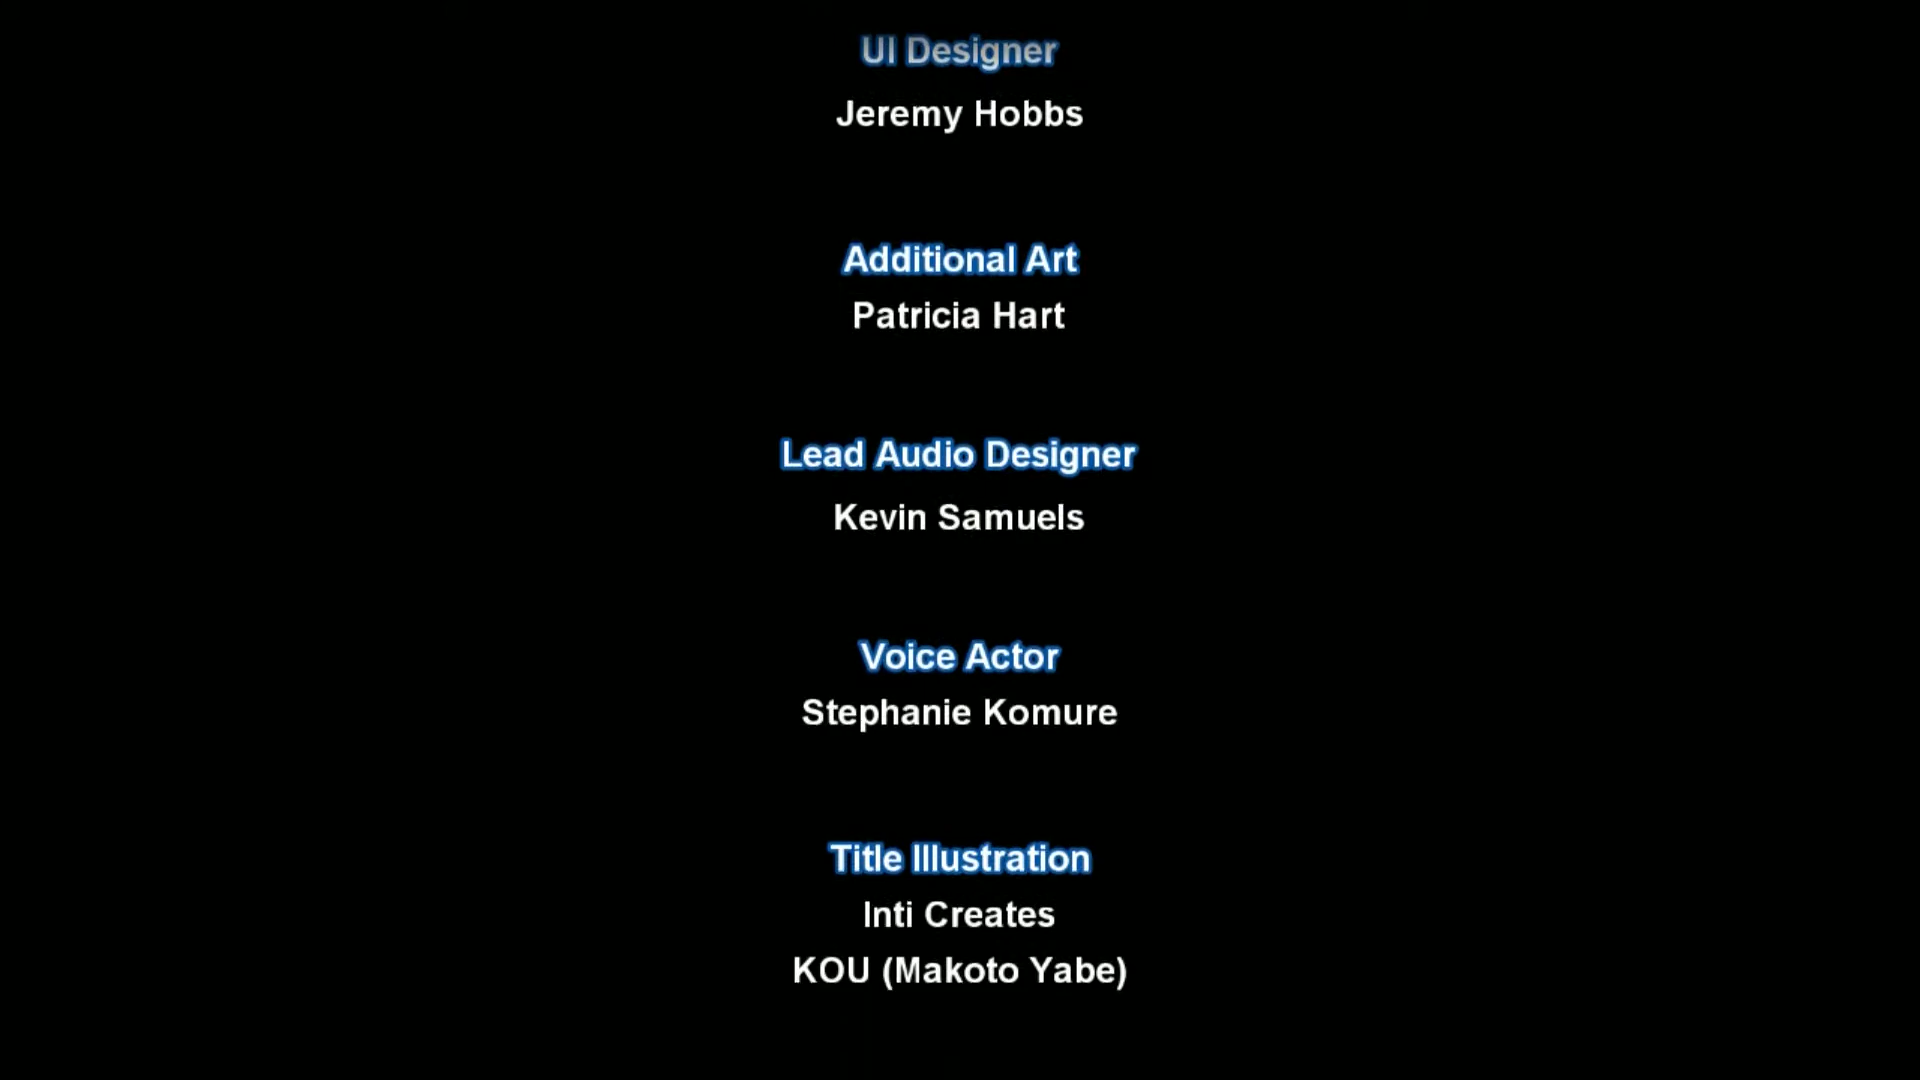 UI Designer
Jeremy Hobbs
Additional Art
Patricia Hart
Lead Audio Designer
Kevin Samuels
Voice Actor
Stephanie Komure
Title Illustration
Inti Creates
KOU (Makoto Yabe)